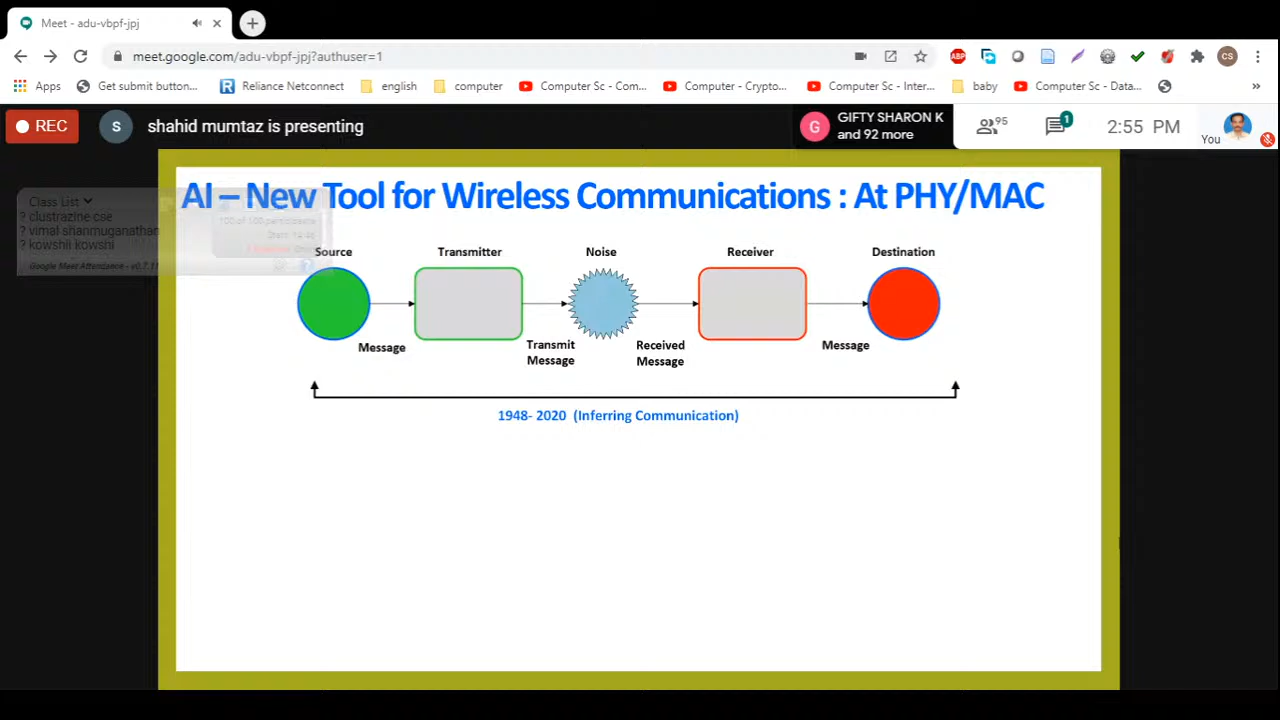 Meet - adu-vbpf-jpj
meet.google.com/adu-vbpf-jpj?authuser=1
ABP
CS
Apps
Get submit button...
Reliance Netconnect
english
computer
Computer Sc - Com...
Computer - Crypto...
Computer Sc - Inter...
baby
Computer Sc - Data...
»
REC
S
shahid mumtaz is presenting
G
GIFTY SHARON K
and 92 more
95
1
2:55 PM
You
Class List
? clustrazine cse
? vimal shanmuganathan
? kowshii kowshi
AI – New Tool for Wireless Communications : At PHY/MAC
Source
Transmitter
Noise
Receiver
Destination
Message
Transmit
Message
Received
Message
Message
1948- 2020 (Inferring Communication)